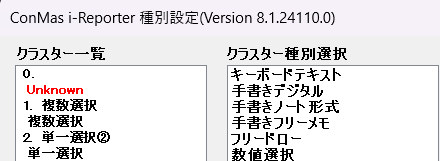 ConMas i-Reporter 種別設定(Version 8.1.24110.0)
クラスター一覧
0.
Unknown
1. 複数選択
複数選択
2. 単一選択②
単一選択
クラスター種別選択
キーボードテキスト
手書きデジタル
手書きノート形式
手書きフリーメモ
フリードロー
数値選択